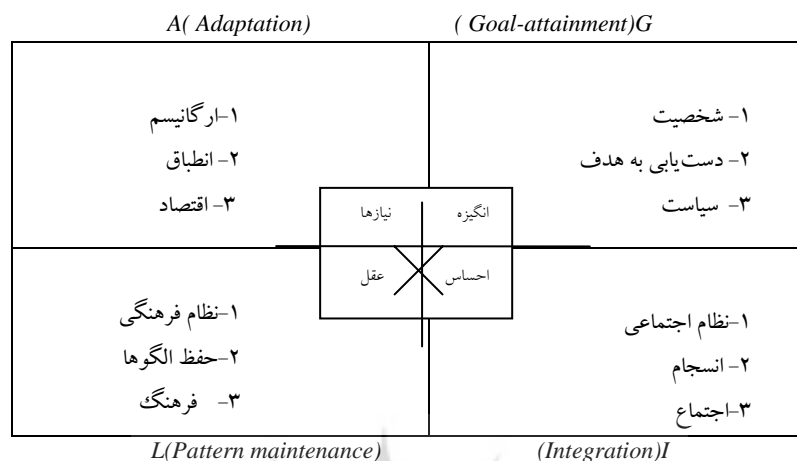 A( Adaptation)
( Goal-attainment)G
۱-ارگانیسم
۲- انطباق
۳- اقتصاد
۱- شخصیت
۲- دست‌یابی به هدف
۳- سیاست
نیازها
انگیزه
عقل
احساس
۱-نظام فرهنگی
۲-حفظ الگوها
۳- فرهنگ
۱-نظام اجتماعی
۲- انسجام
۳-اجتماع
L(Pattern maintenance)
(Integration)I